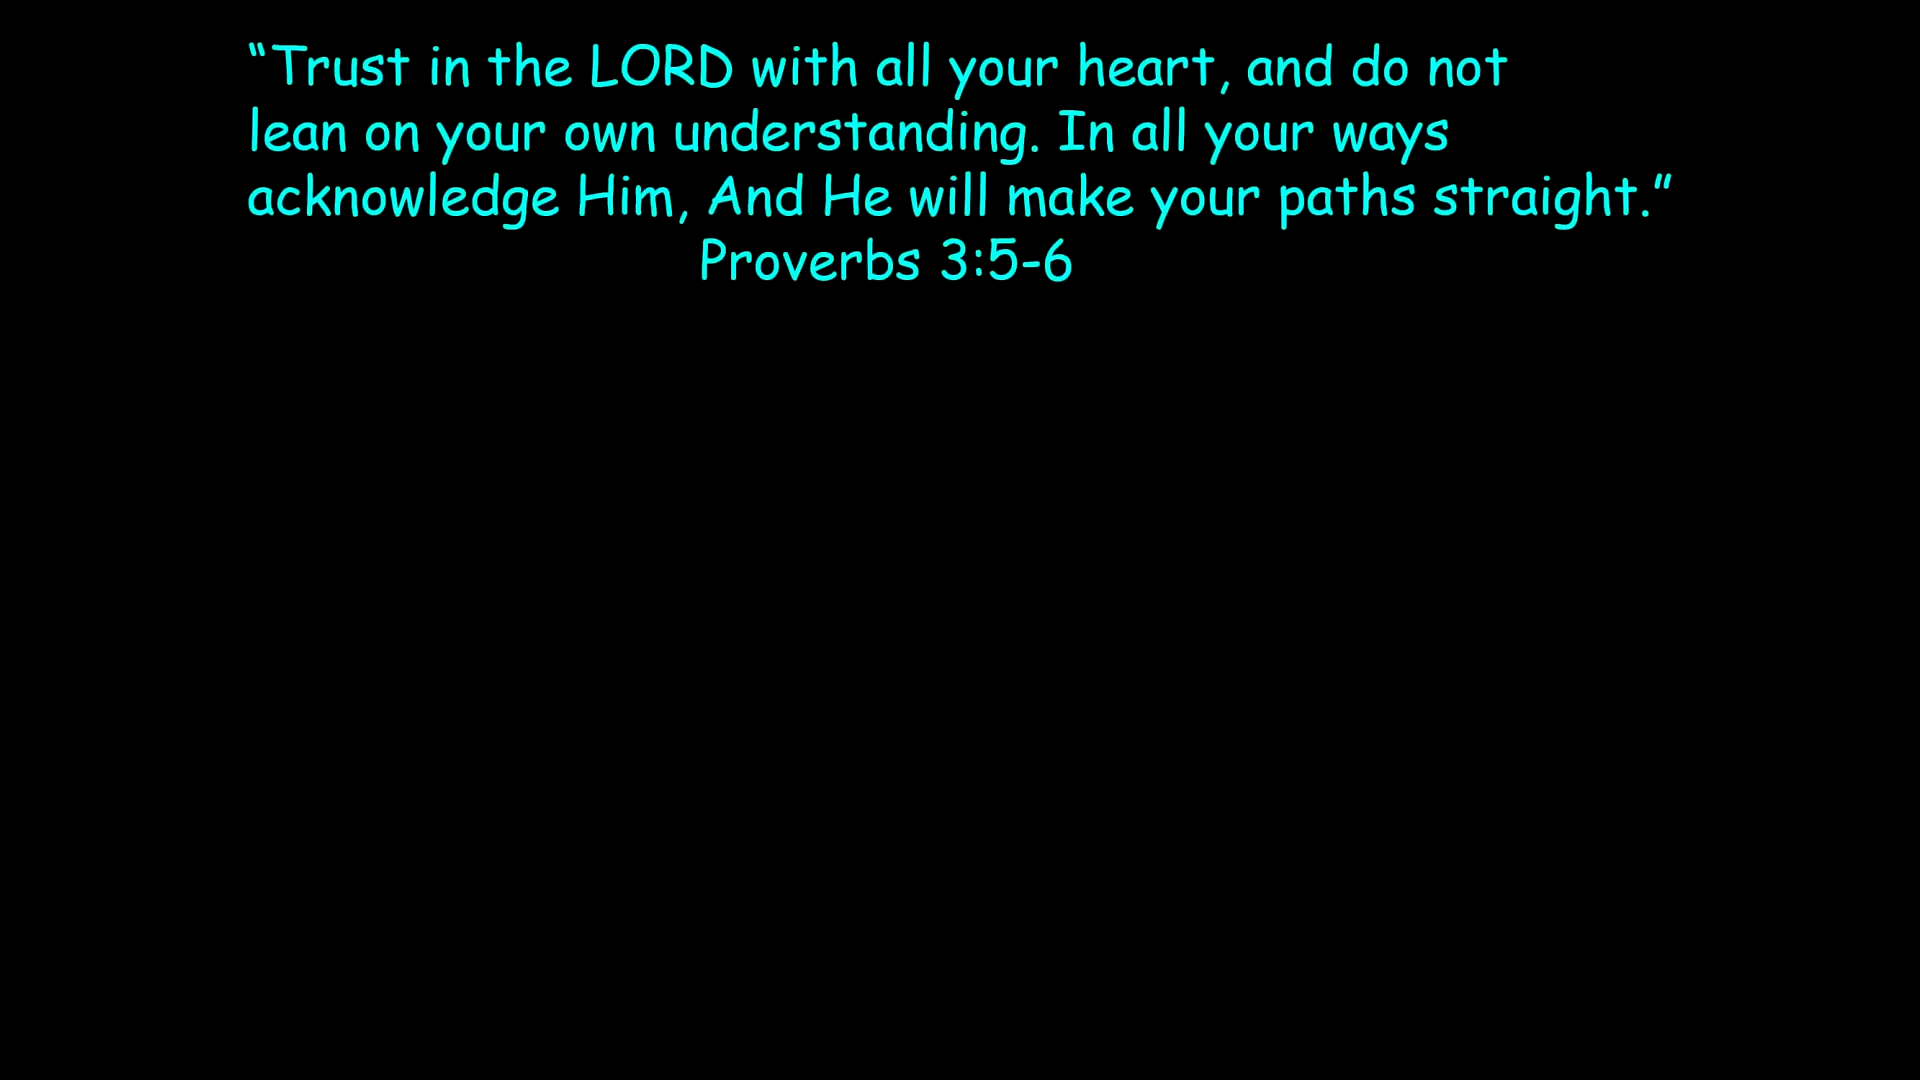 “Trust in the LORD with all your heart, and do not
lean on your own understanding. In all your ways
acknowledge Him, And He will make your paths straight.”
Proverbs 3:5-6